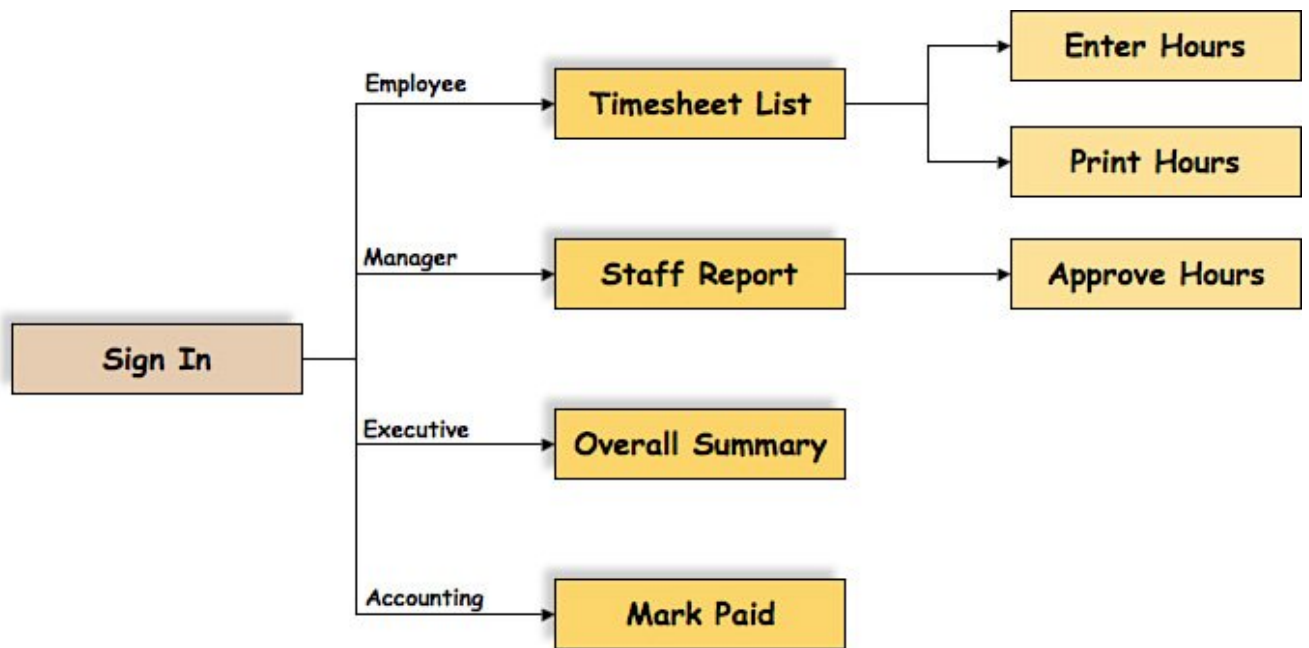 Enter Hours
Employee
Timesheet List
Print Hours
Manager
Staff Report
Approve Hours
Sign In
Executive
Overall Summary
Accounting
Mark Paid